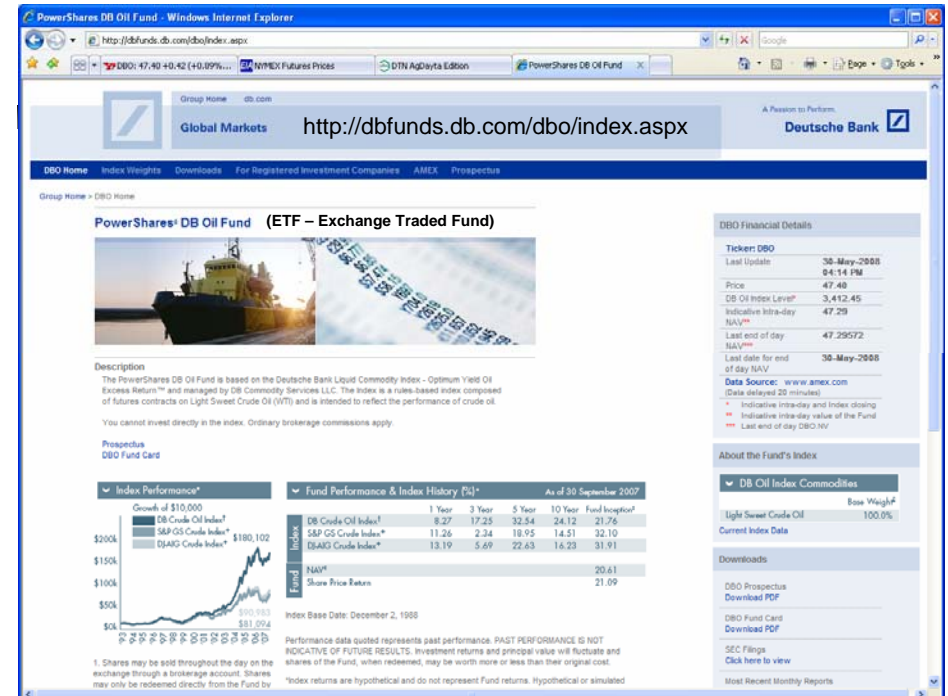 PowerShares DB Oil Fund - Windows Internet Explorer
http://dbfunds.db.com/dbo/index.aspx
Google
DBO: 47.40 +0.42 (+0.89%...
NYMEX Futures Prices
DTN AgDayta Edition
PowerShares DB Oil Fund
Page
Tools
Group Home db.com
Global Markets
http://dbfunds.db.com/dbo/index.aspx
A Passion to Perform.
Deutsche Bank
DBO Home Index Weights Downloads For Registered Investment Companies AMEX Prospectus
Group Home > DBO Home
PowerShares DB Oil Fund
(ETF – Exchange Traded Fund)
Description
The PowerShares DB Oil Fund is based on the Deutsche Bank Liquid Commodity Index - Optimum Yield Oil
Excess Return™ and managed by DB Commodity Services LLC. The Index is a rules-based index composed
of futures contracts on Light Sweet Crude Oil (WTI) and is intended to reflect the performance of crude oil.
You cannot invest directly in the index. Ordinary brokerage commissions apply.
Prospectus
DBO Fund Card
Index Performance*
Growth of $10,000
DB Crude Oil Index†
S&P GS Crude Index*
DJ-AIG Crude Index*
$180,102
$200k
$150k
$100k
$50k
$0k
$90,983
$81,094
93 94 95 96 97 98 99 00 01 02 03 04 05 06 07
1. Shares may be sold throughout the day on the
exchange through a brokerage account. Shares
may only be redeemed directly from the Fund by
Fund Performance & Index History (%)* As of 30 September 2007
1 Year 3 Year 5 Year 10 Year Fund Inception
Index
DB Crude Oil Index† 8.27 17.25 32.54 24.12 21.76
S&P GS Crude Index* 11.26 2.34 18.95 14.51 32.10
DJ-AIG Crude Index* 13.19 5.69 22.63 16.23 31.91
Fund
NAV 20.61
Share Price Return 21.09
Index Base Date: December 2, 1988
Performance data quoted represents past performance. PAST PERFORMANCE IS NOT
INDICATIVE OF FUTURE RESULTS. Investment returns and principal value will fluctuate and
shares of the Fund, when redeemed, may be worth more or less than their original cost.
*Index returns are hypothetical and do not represent Fund returns. Hypothetical or simulated
DBO Financial Details
Ticker: DBO
Last Update 30-May-2008
04:14 PM
Price 47.40
DB Oil Index Level* 3,412.45
Indicative Intra-day 47.29
NAV**
Last end of day 47.29572
NAV***
Last date for end 30-May-2008
of day NAV
Data Source: www.amex.com
(Data delayed 20 minutes)
* Indicative intra-day and Index closing
** Indicative intra-day value of the Fund
*** Last end of day DBO.NV
About the Fund's Index
DB Oil Index Commodities
Base Weight
Light Sweet Crude Oil 100.0%
Current Index Data
Downloads
DBO Prospectus
Download PDF
DBO Fund Card
Download PDF
SEC Filings
Click here to view
Most Recent Monthly Reports